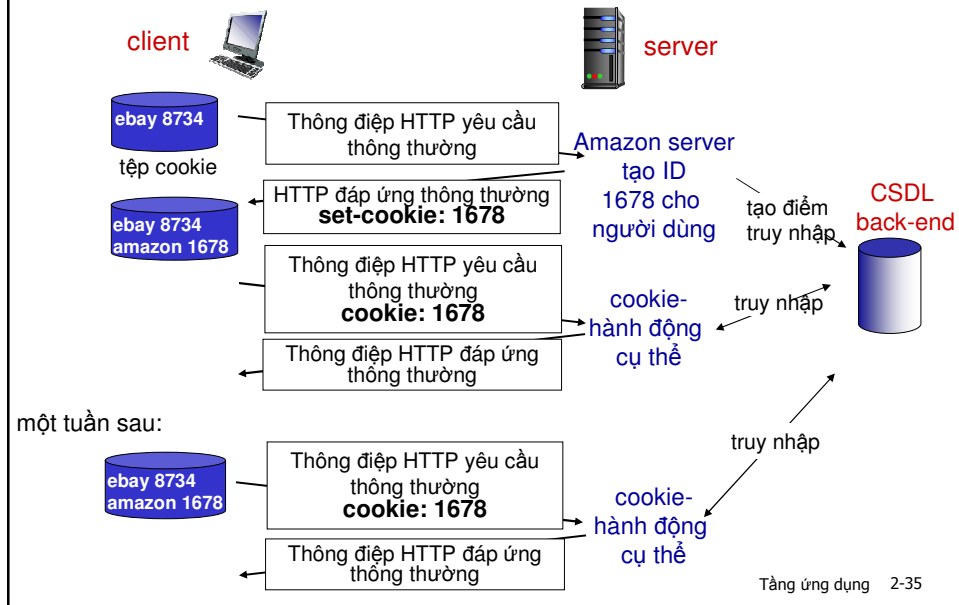 client
server
ebay 8734
tệp cookie
Thông điệp HTTP yêu cầu
thông thường
Amazon server
tạo ID
1678 cho
người dùng
HTTP đáp ứng thông thường
set-cookie: 1678
ebay 8734
amazon 1678
tạo điểm
truy nhập
CSDL
back-end
Thông điệp HTTP yêu cầu
thông thường
cookie: 1678
cookie-
hành động
cụ thể
truy nhập
Thông điệp HTTP đáp ứng
thông thường
một tuần sau:
truy nhập
ebay 8734
amazon 1678
Thông điệp HTTP yêu cầu
thông thường
cookie: 1678
cookie-
hành động
cụ thể
Thông điệp HTTP đáp ứng
thông thường
Tầng ứng dụng 2-35